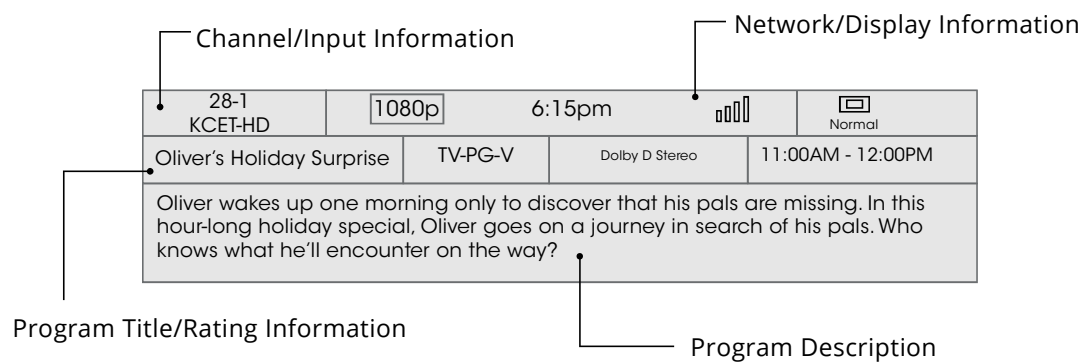 Channel/Input Information
Network/Display Information
28-1
KCET-HD
1080p
6:15pm
Normal
Oliver's Holiday Surprise
TV-PG-V
Dolby D Stereo
11:00AM - 12:00PM
Oliver wakes up one morning only to discover that his pals are missing. In this
hour-long holiday special, Oliver goes on a journey in search of his pals. Who
knows what he'll encounter on the way?
Program Title/Rating Information
Program Description